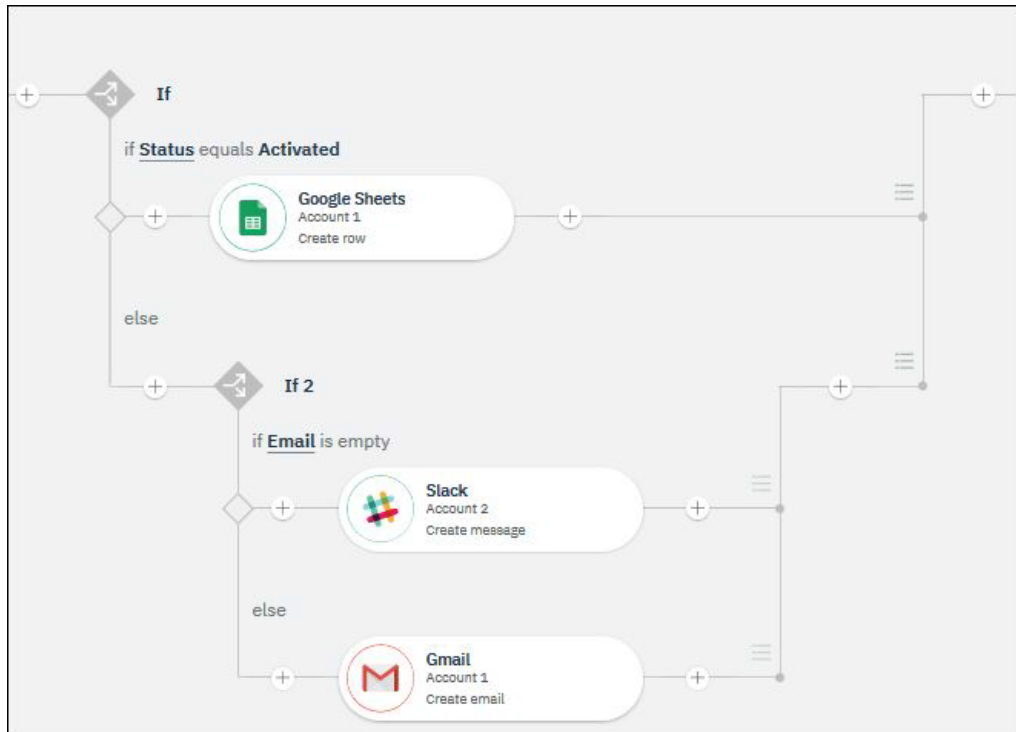 If
if Status equals Activated
Google Sheets
Account 1
Create row
else
If 2
if Email is empty
Slack
Account 2
Create message
else
Gmail
Account 1
Create email